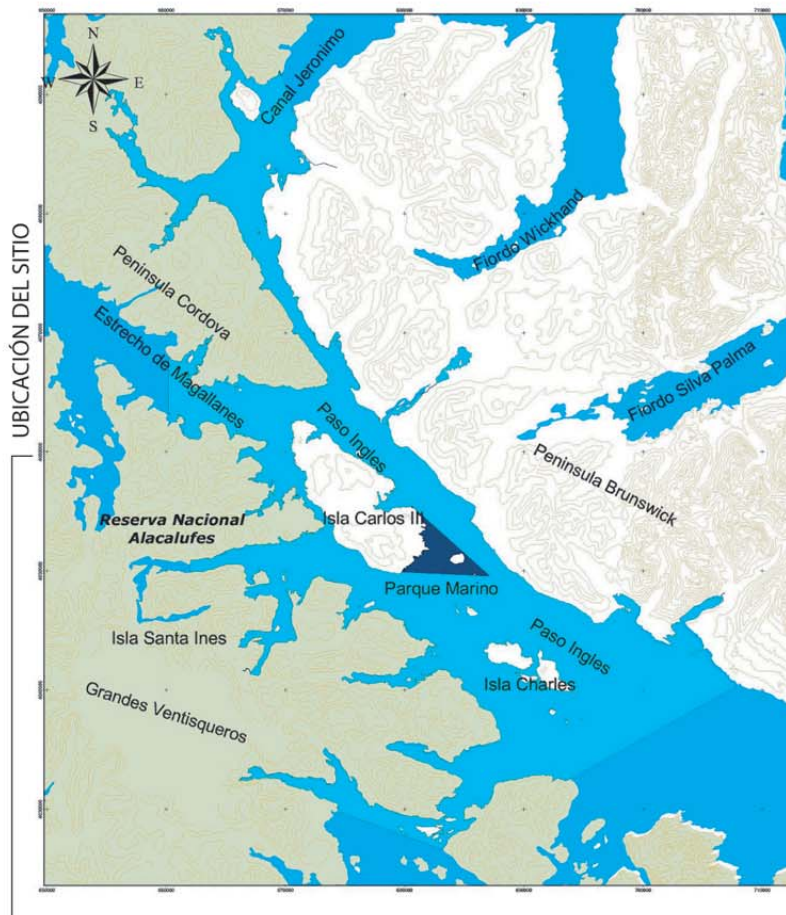 UBICACIÓN DEL SITIO
N
W
E
S
Canal Jeronimo
Fiordo Wickhand
Peninsula Cordova
Estrecho de Magallanes
Fiordo Silva Palma
Paso Ingles
Peninsula Brunswick
Isla Carlos III
Reserva Nacional
Alacalufes
Parque Marino
Isla Santa Ines
Paso Ingles
Isla Charles
Grandes Ventisqueros